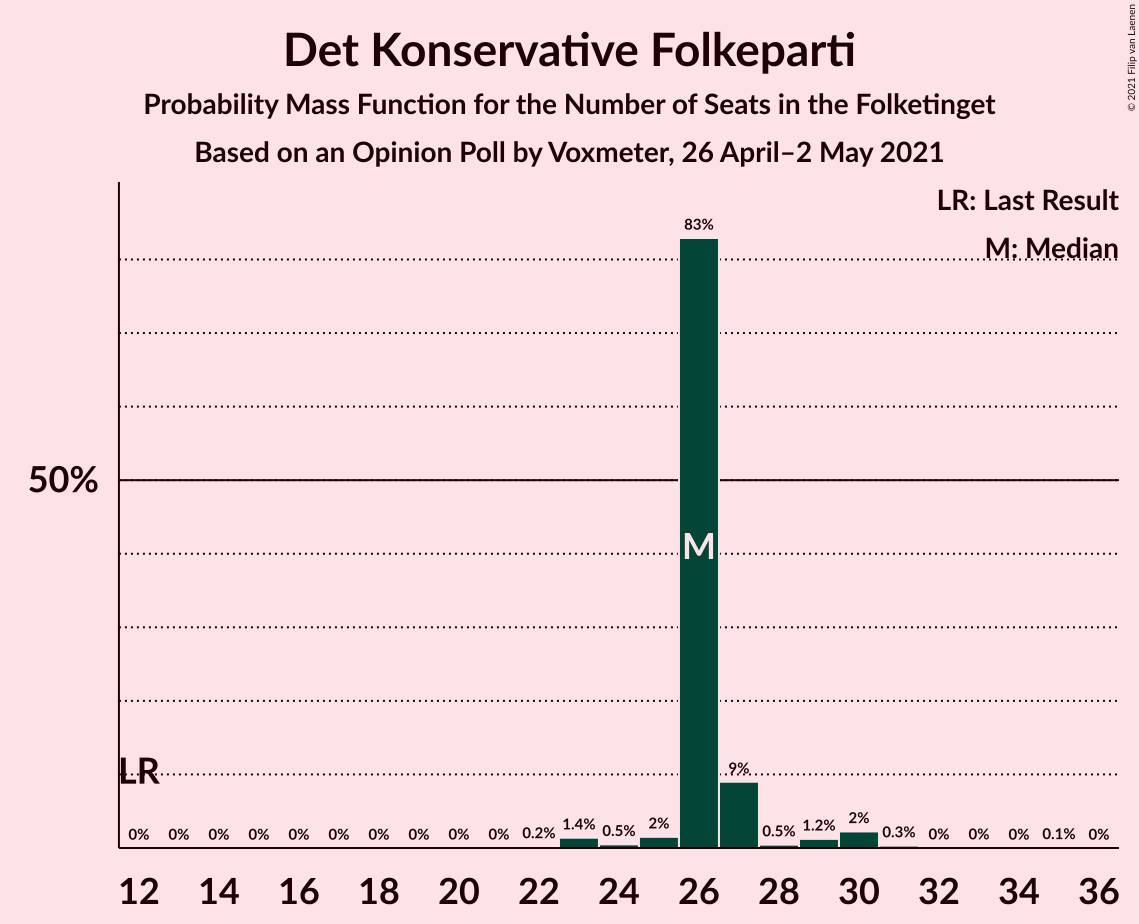 Det Konservative Folkeparti
Probability Mass Function for the Number of Seats in the Folketinget
Based on an Opinion Poll by Voxmeter, 26 April–2 May 2021
© 2021 Filip van Laenen
LR: Last Result
M: Median
83%
50%
M
LR
9%
0% 0% 0% 0% 0% 0% 0% 0% 0% 0% 0.2% 1.4% 0.5% 2% 0.5% 1.2% 2% 0.3% 0% 0% 0% 0.1% 0%
12 14 16 18 20 22 24 26 28 30 32 34 36